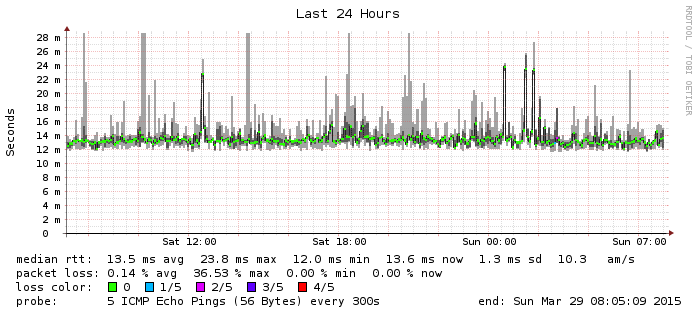 Last 24 Hours
RRDTOOL / TOBI OETIKER
Seconds
28 m
26 m
24 m
22 m
20 m
18 m
16 m
14 m
12 m
10 m
8 m
6 m
4 m
2 m
0
Sat 12:00 Sat 18:00 Sun 00:00 Sun 07:00
median rtt: 13.5 ms avg 23.8 ms max 12.0 ms min 13.6 ms now 1.3 ms sd 10.3 am/s
packet loss: 0.14 % avg 36.53 % max 0.00 % min 0.00 % now
loss color: 0 1/5 2/5 3/5 4/5
probe: 5 ICMP Echo Pings (56 Bytes) every 300s end: Sun Mar 29 08:05:09 2015